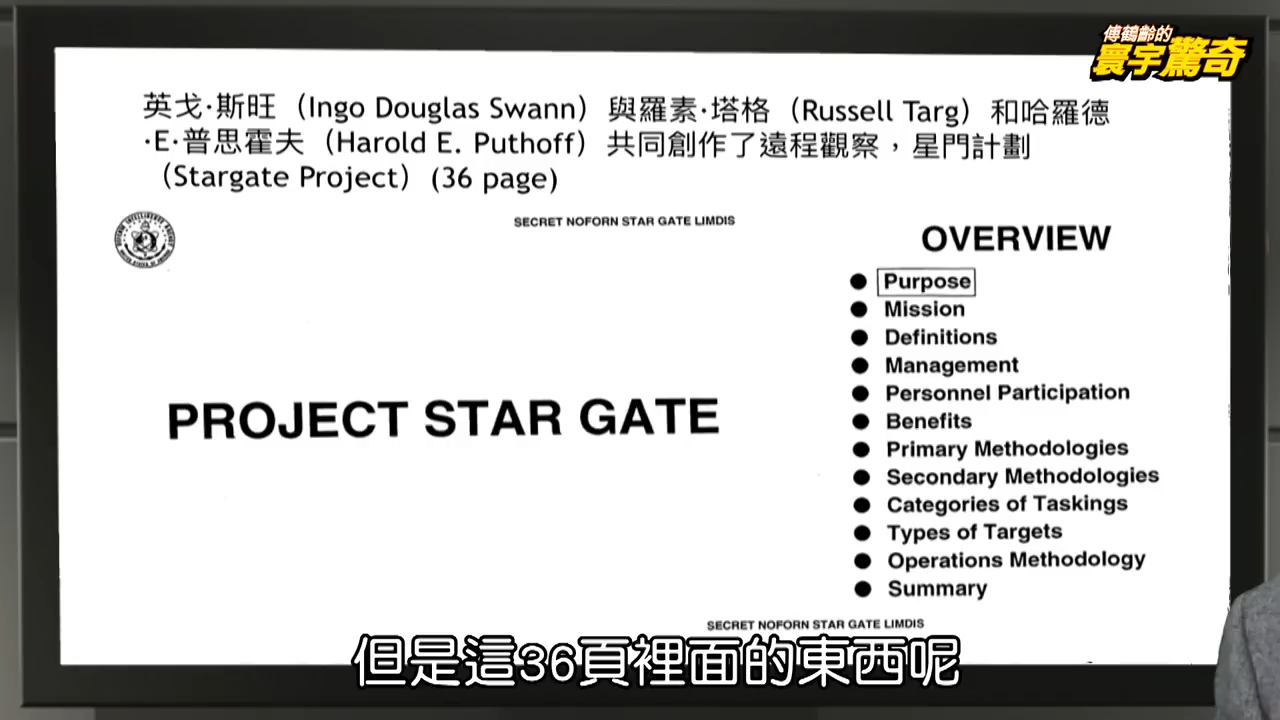 傅鶴齡的
寰宇驚奇
英戈·斯旺（Ingo Douglas Swann）與羅素·塔格（Russell Targ）和哈羅德
·E·普思霍夫（Harold E. Puthoff）共同創作了遠程觀察，星門計劃
（Stargate Project）(36 page)
SECRET NOFORN STAR GATE LIMDIS
PROJECT STAR GATE
OVERVIEW
● Purpose
● Mission
● Definitions
● Management
● Personnel Participation
● Benefits
● Primary Methodologies
● Secondary Methodologies
● Categories of Taskings
● Types of Targets
● Operations Methodology
● Summary
SECRET NOFORN STAR GATE LIMDIS
但是這36頁裡面的東西呢